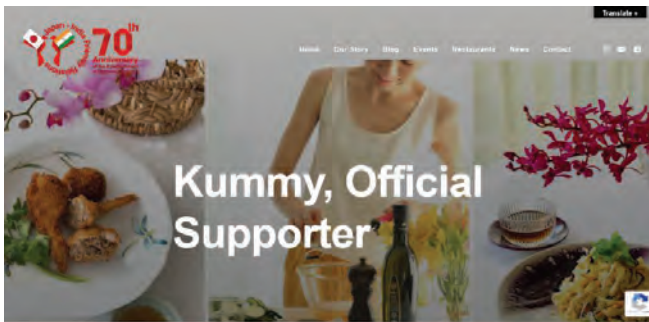 Translate »
70th
Anniversary
Home Our Story Blog Events Restaurants News Contact
Kummy, Official
Supporter